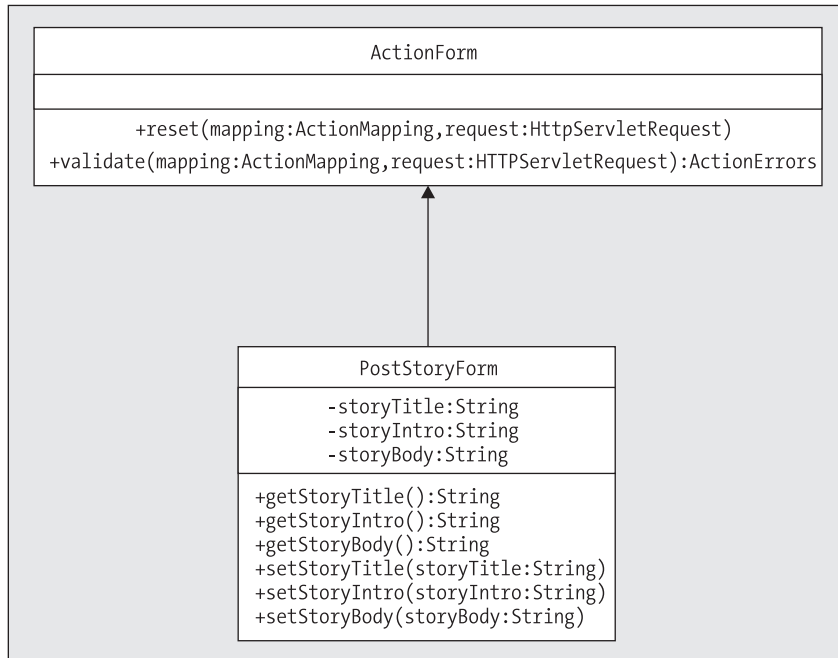 ActionForm
+reset(mapping:ActionMapping,request:HttpServletRequest)
+validate(mapping:ActionMapping,request:HTTPServletRequest):ActionErrors
PostStoryForm
-storyTitle:String
-storyIntro:String
-storyBody:String
+getStoryTitle():String
+getStoryIntro():String
+getStoryBody():String
+setStoryTitle(storyTitle:String)
+setStoryIntro(storyIntro:String)
+setStoryBody(storyBody:String)